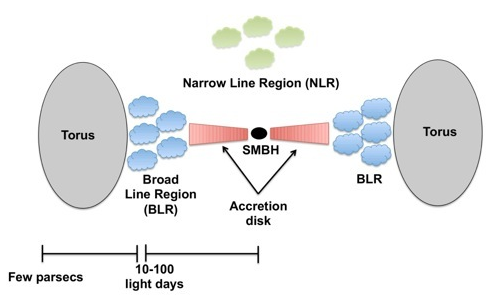 Narrow Line Region (NLR)
Torus
SMBH
Torus
Broad
Line Region
(BLR)
BLR
Accretion
disk
Few parsecs
10-100
light days